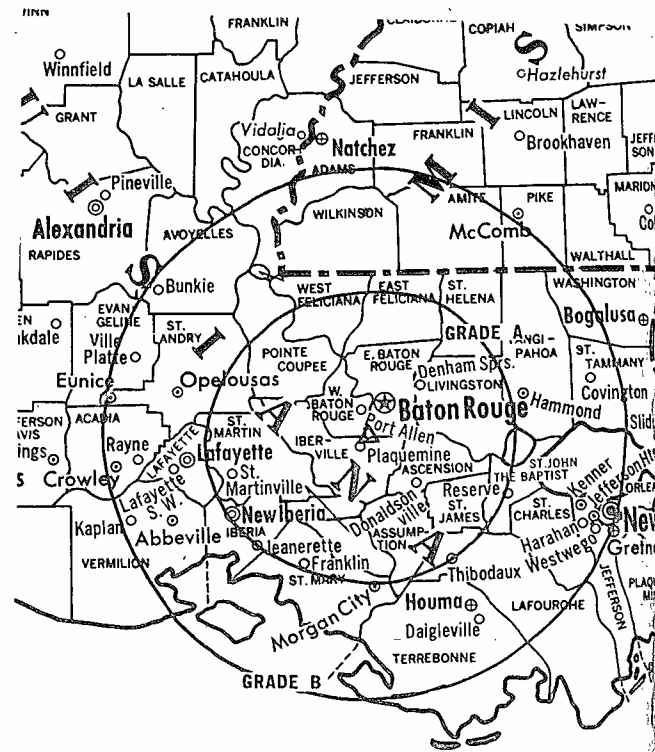 FRANKLIN
COPIAH
SIMPSON
Winnfield
LA SALLE
CATAHOULA
JEFFERSON
Hazlehurst
S
S
GRANT
I
LINCOLN
LAW-
RENCE
Vidalia
Natchez
FRANKLIN
Brookhaven
CONCOR-
DIA.
ADAMS
I
Pineville
WILKINSON
AMITE
PIKE
MARION
Alexandria
McComb
RAPIDES
AVOYELLES
WALTHALL
S
Bunkie
WEST
FELICIANA
EAST
FELICIANA
ST.
HELENA
WASHINGTON
EVAN
GELINE
Bogalusa
ST.
LANDRY
I
GRADE A
Ville
Platte
POINTE
COUPEE
E. BATON
ROUGE
Denham Sprs.
ST.
TAMMANY
Eunice
Opelousas
LIVINGSTON
Covington
W.
BATON
ROUGE
Baton Rouge
Hammond
ACADIA
A
Port Allen
Rayne
LAFAYETTE
ST.
MARTIN
Lafayette
IBER-
VILLE
Plaquemine
Crowley
St.
Martinville
N
ASCENSION
ST. JOHN
THE BAPTIST
Kenner
Jefferson Hts
Lafayette
S. W.
Reserve
Donaldson
ville
ST.
JAMES
ST.
CHARLES
Kaplan
New Iberia
Abbeville
IBERIA
ASSUMP-
TION
Harahan
Westwego
VERMILION
Jeanerette
Franklin
ST. MARY
A
Thibodaux
Morgan City
Houma
LAFOURCHE
JEFFERSON
Daigleville
TERREBONNE
GRADE B